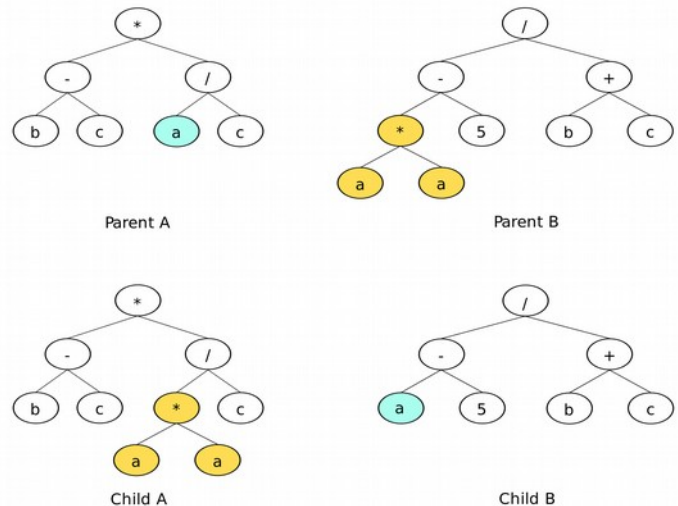 * /
- / - +
b c a c * 5 b c
a a
Parent A Parent B
* /
- / - +
b c * c a 5 b c
a a
Child A Child B